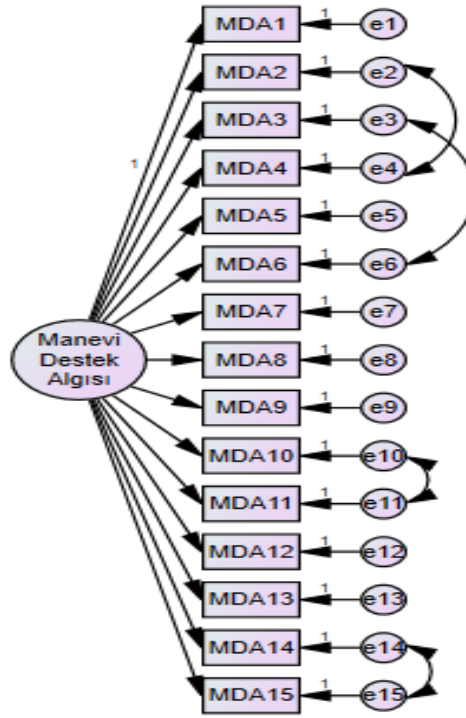 MDA1 1 e1
MDA2 1 e2
MDA3 1 e3
1 MDA4 1 e4
MDA5 1 e5
MDA6 1 e6
MDA7 1 e7
Manevi
Destek
Algısı
MDA8 1 e8
MDA9 1 e9
MDA10 1 e10
MDA11 1 e11
MDA12 1 e12
MDA13 1 e13
MDA14 1 e14
MDA15 1 e15